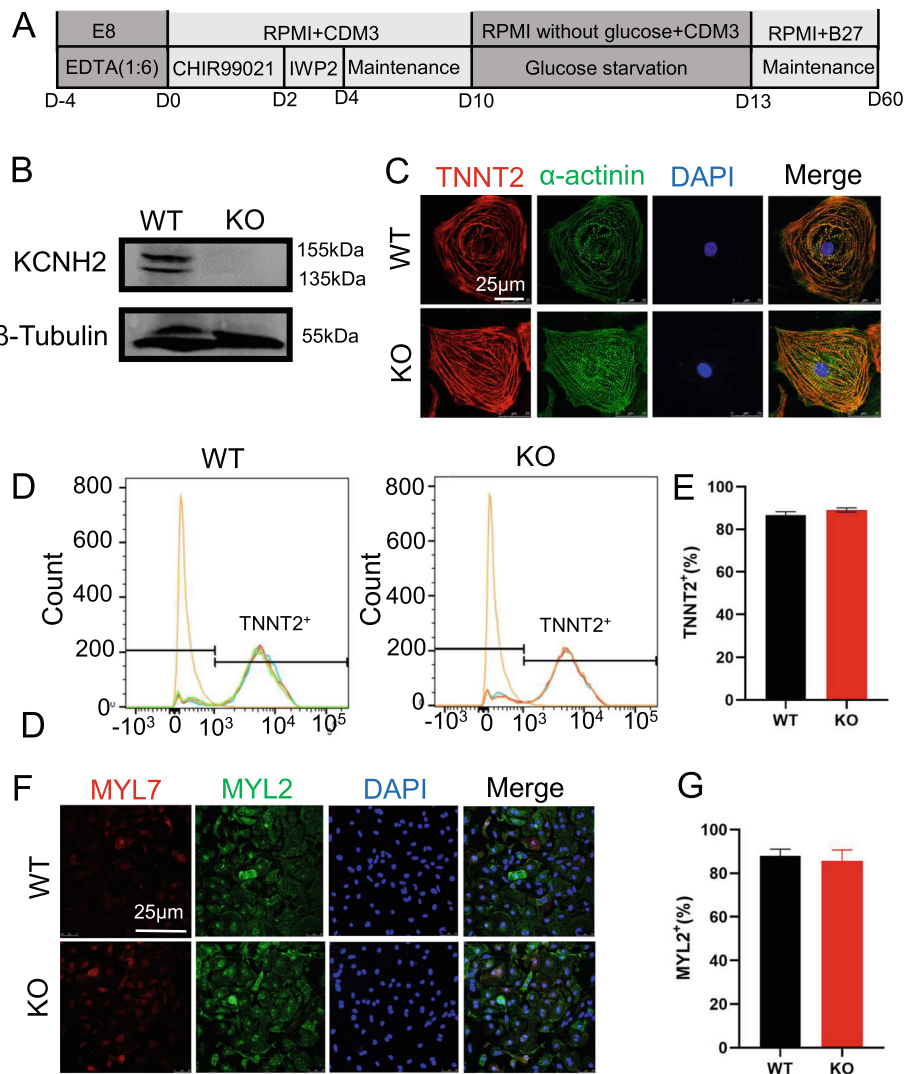 A
E8
RPMI+CDM3
RPMI without glucose+CDM3
RPMI+B27
EDTA(1:6)
CHIR99021
IWP2
Maintenance
Glucose starvation
Maintenance
D-4
D0
D2
D4
D10
D13
D60
B
WT
KO
KCNH2
155kDa
135kDa
β-Tubulin
55kDa
C
TNNT2
α-actinin
DAPI
Merge
WT
25μm
KO
D
WT
KO
Count
800
600
400
200
0
TNNT2⁺
-10³
0
10³
10⁴
10⁵
Count
800
600
400
200
0
TNNT2⁺
-10³
0
10³
10⁴
10⁵
D
E
TNNT2⁺(%)
100
80
60
40
20
0
WT
KO
F
MYL7
MYL2
DAPI
Merge
WT
25μm
KO
G
MYL2⁺(%)
100
80
60
40
20
0
WT
KO